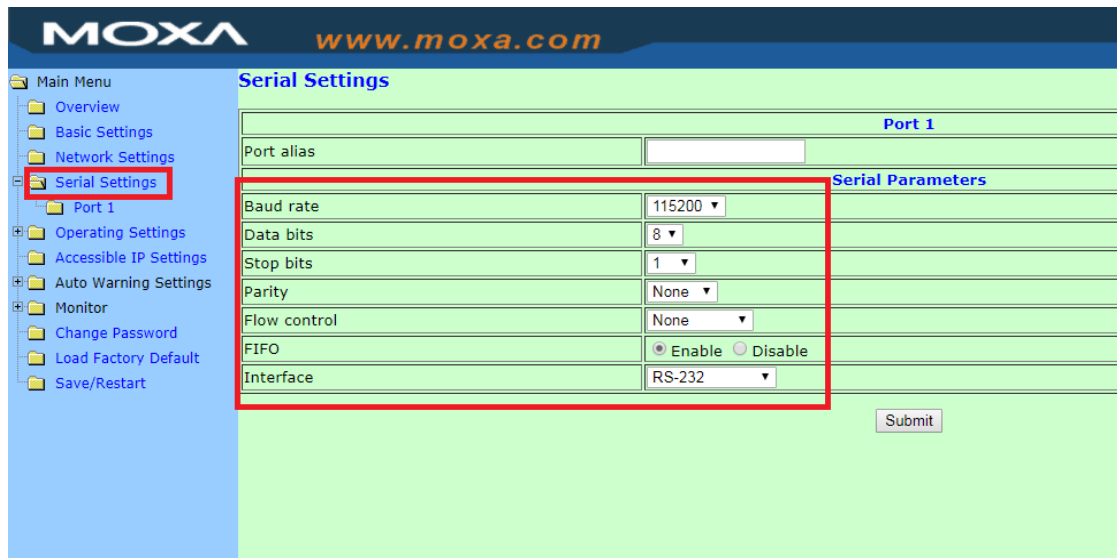 MOXA www.moxa.com
Main Menu
Overview
Basic Settings
Network Settings
Serial Settings
Port 1
Operating Settings
Accessible IP Settings
Auto Warning Settings
Monitor
Change Password
Load Factory Default
Save/Restart
Serial Settings
Port 1
Port alias
Serial Parameters
Baud rate 115200
Data bits 8
Stop bits 1
Parity None
Flow control None
FIFO Enable Disable
Interface RS-232
Submit